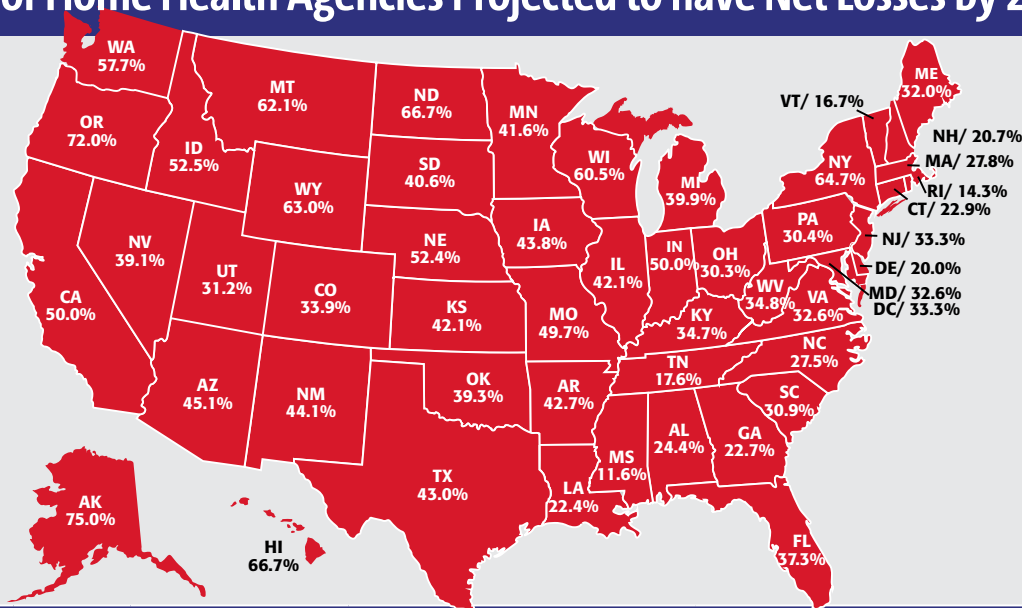 of Home Health Agencies Projected to have Net Losses by 2
WA
57.7%
MT
62.1%
ND
66.7%
MN
41.6%
ME
32.0%
VT/ 16.7%
OR
72.0%
ID
52.5%
SD
40.6%
WI
60.5%
MI
39.9%
NY
64.7%
NH/ 20.7%
MA/ 27.8%
RI/ 14.3%
CT/ 22.9%
WY
63.0%
NE
52.4%
IA
43.8%
PA
30.4%
NJ/ 33.3%
NV
39.1%
UT
31.2%
CO
33.9%
IL
42.1%
IN
50.0%
OH
30.3%
DE/ 20.0%
MD/ 32.6%
DC/ 33.3%
CA
50.0%
KS
42.1%
MO
49.7%
WV
34.8%
VA
32.6%
KY
34.7%
NC
27.5%
TN
17.6%
AZ
45.1%
NM
44.1%
OK
39.3%
AR
42.7%
SC
30.9%
AL
24.4%
GA
22.7%
MS
11.6%
TX
43.0%
LA
22.4%
AK
75.0%
HI
66.7%
FL
37.3%